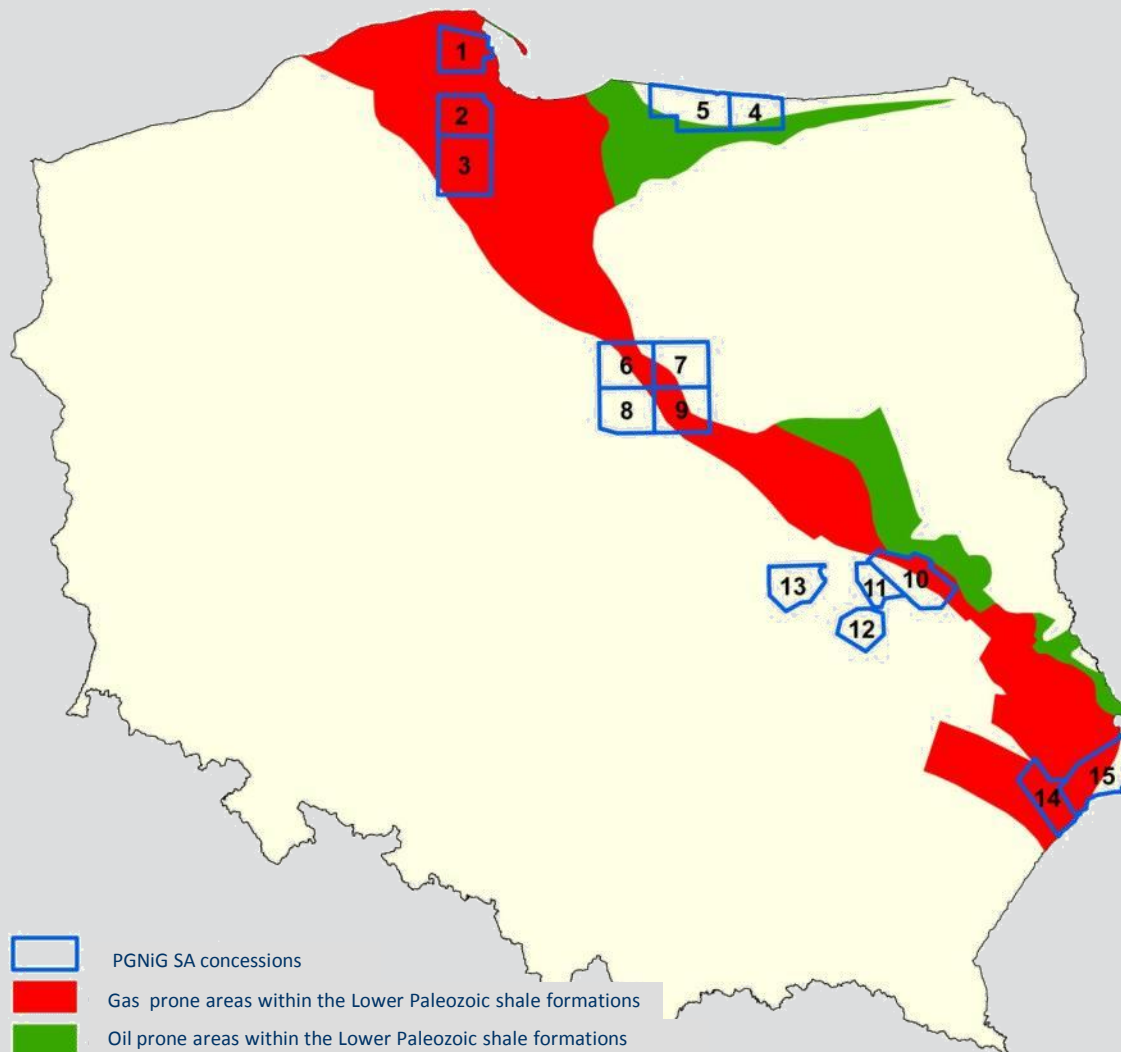 1
2
5 4
3
6 7
8 9
13 11 10
12
15
14
PGNiG SA concessions
Gas prone areas within the Lower Paleozoic shale formations
Oil prone areas within the Lower Paleozoic shale formations